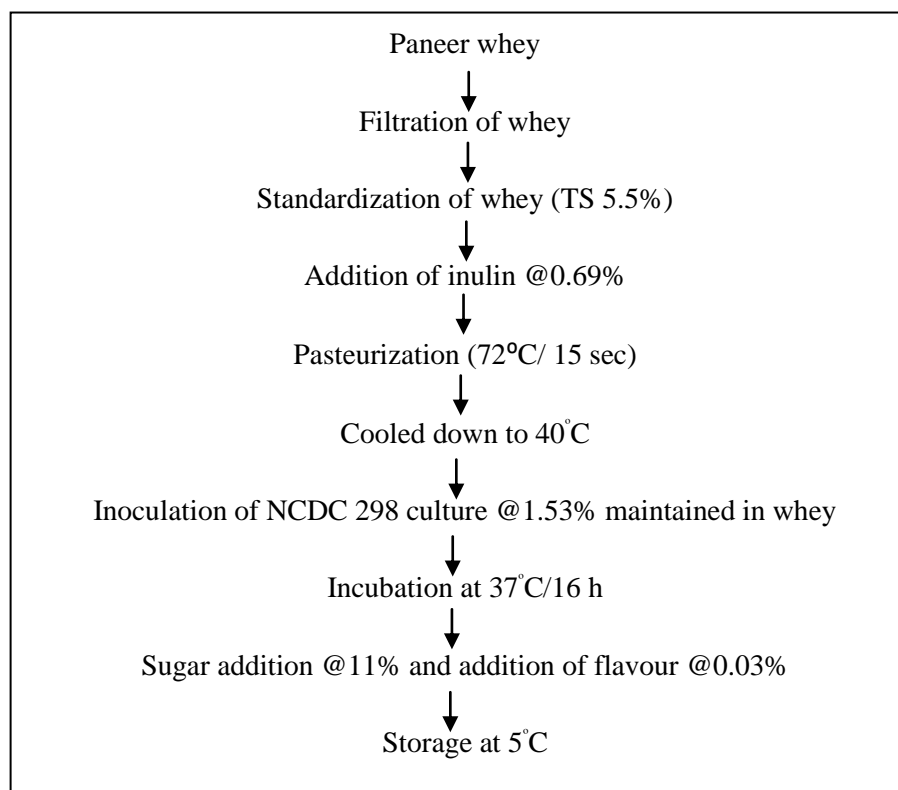 Paneer whey
Filtration of whey
Standardization of whey (TS 5.5%)
Addition of inulin @0.69%
Pasteurization (72⁰C/ 15 sec)
Cooled down to 40°C
Inoculation of NCDC 298 culture @1.53% maintained in whey
Incubation at 37°C/16 h
Sugar addition @11% and addition of flavour @0.03%
Storage at 5°C